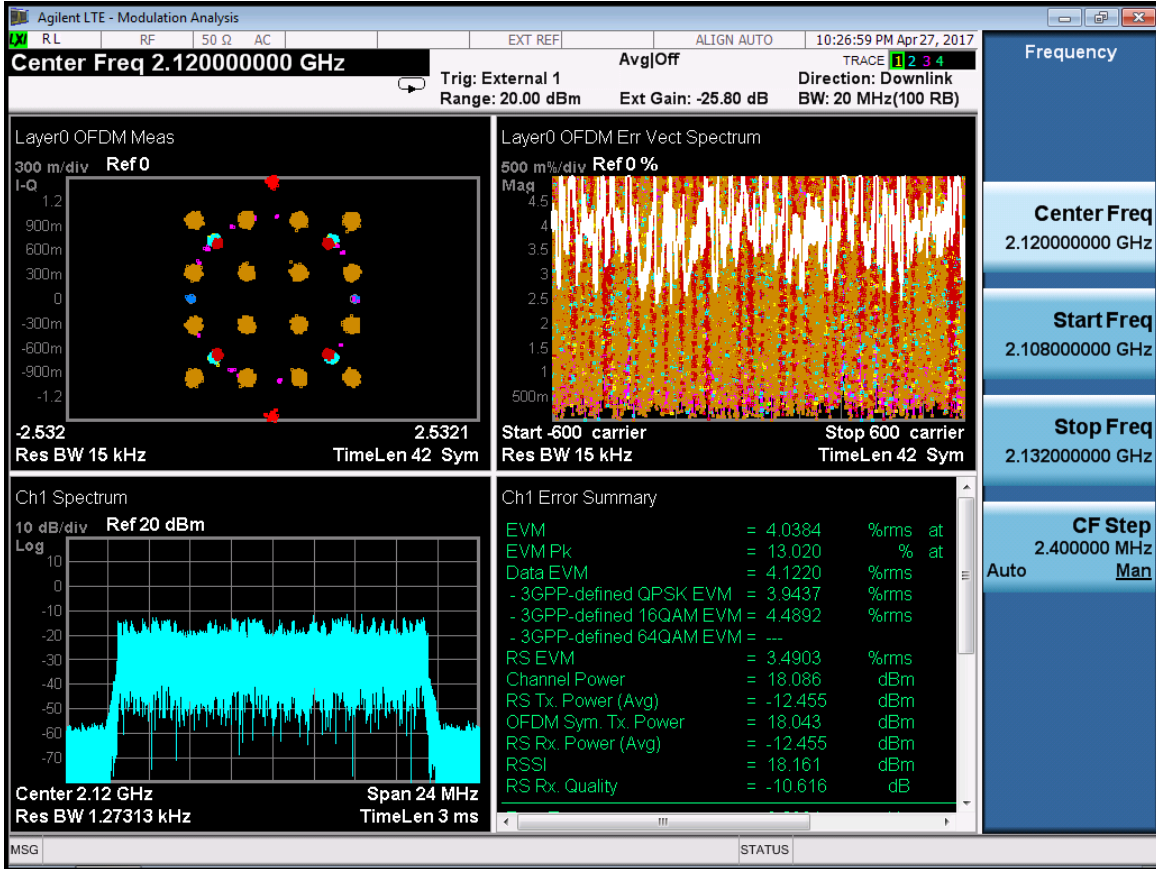 Agilent LTE - Modulation Analysis
LXI RL RF 50 Ω AC EXT REF ALIGN AUTO 10:26:59 PM Apr 27, 2017
Center Freq 2.120000000 GHz
Trig: External 1
Range: 20.00 dBm
Avg|Off
Ext Gain: -25.80 dB
TRACE 1 2 3 4
Direction: Downlink
BW: 20 MHz(100 RB)
Layer0 OFDM Meas
300 m/div Ref 0
I-Q
1.2
900m
600m
300m
0
-300m
-600m
-900m
-1.2
-2.532 2.5321
Res BW 15 kHz TimeLen 42 Sym
Layer0 OFDM Err Vect Spectrum
500 m%/div Ref 0 %
Mag
4.5
4
3.5
3
2.5
2
1.5
1
500m
Start -600 carrier Stop 600 carrier
Res BW 15 kHz TimeLen 42 Sym
Ch1 Spectrum
10 dB/div Ref 20 dBm
Log
10
0
-10
-20
-30
-40
-50
-60
-70
Center 2.12 GHz Span 24 MHz
Res BW 1.27313 kHz TimeLen 3 ms
Ch1 Error Summary
EVM = 4.0384 %rms at
EVM Pk = 13.020 % at
Data EVM = 4.1220 %rms
- 3GPP-defined QPSK EVM = 3.9437 %rms
- 3GPP-defined 16QAM EVM = 4.4892 %rms
- 3GPP-defined 64QAM EVM = ---
RS EVM = 3.4903 %rms
Channel Power = 18.086 dBm
RS Tx. Power (Avg) = -12.455 dBm
OFDM Sym. Tx. Power = 18.043 dBm
RS Rx. Power (Avg) = -12.455 dBm
RSSI = 18.161 dBm
RS Rx. Quality = -10.616 dB
Frequency
Center Freq
2.120000000 GHz
Start Freq
2.108000000 GHz
Stop Freq
2.132000000 GHz
CF Step
2.400000 MHz
Auto Man
MSG STATUS